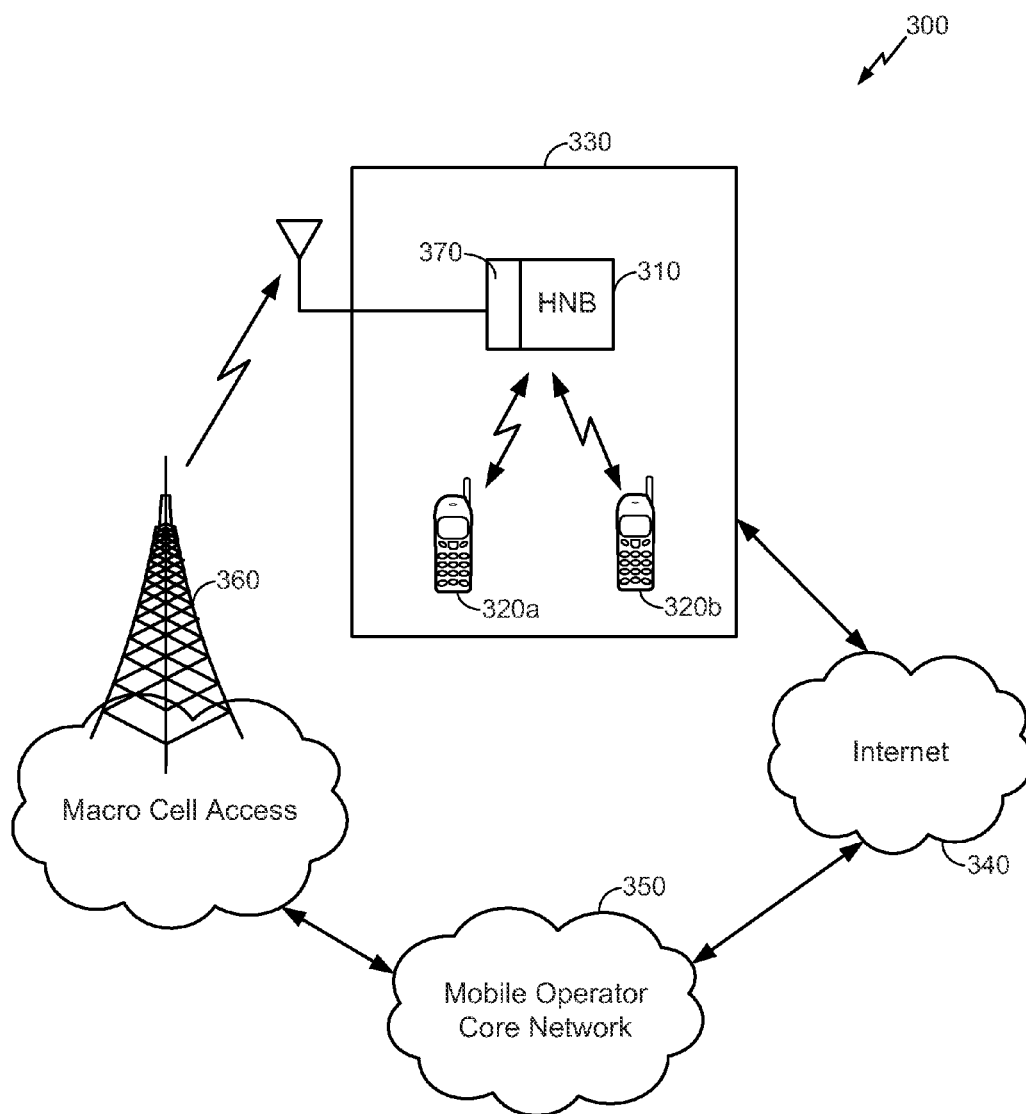 300
330
370
HNB
310
360
320a
320b
Macro Cell Access
Internet
340
350
Mobile Operator
Core Network